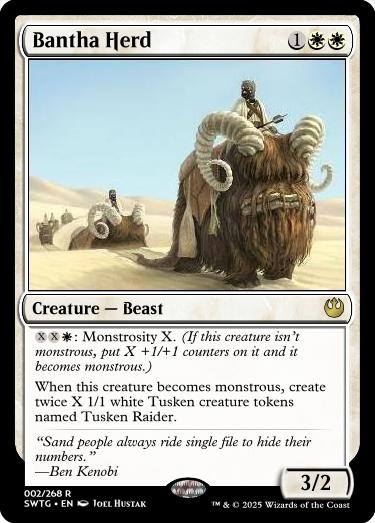 Bantha Herd 1
Creature — Beast
X X : Monstrosity X. (If this creature isn't
monstrous, put X +1/+1 counters on it and it
becomes monstrous.)
When this creature becomes monstrous, create
twice X 1/1 white Tusken creature tokens
named Tusken Raider.
"Sand people always ride single file to hide their
numbers."
—Ben Kenobi
3/2
002/268 R
SWTG • EN Joel Hustak
™ & © 2025 Wizards of the Coast